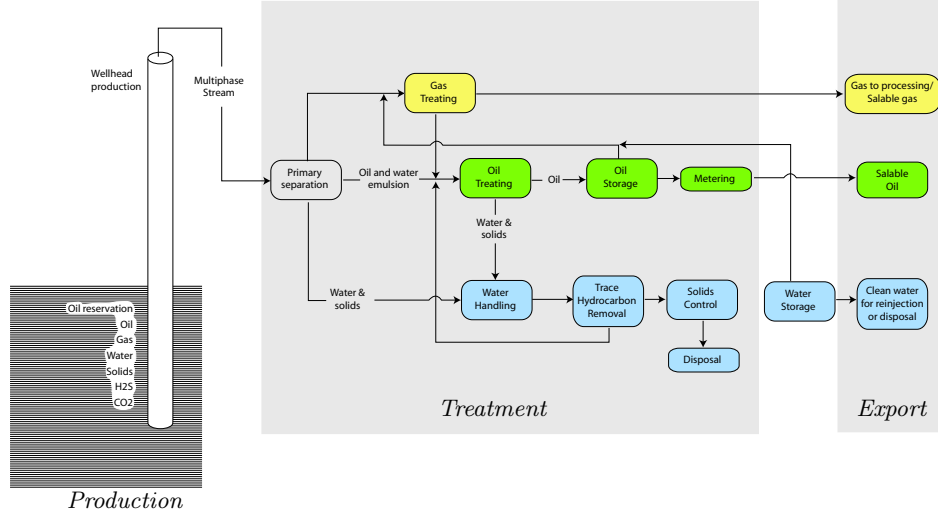 Wellhead
production
Multiphase
Stream
Gas
Treating
Gas to processing/
Salable gas
Primary
separation
Oil and water
emulsion
Oil
Treating
Oil
Oil
Storage
Metering
Salable
Oil
Water &
solids
Water &
solids
Water
Handling
Trace
Hydrocarbon
Removal
Solids
Control
Water
Storage
Clean water
for reinjection
or disposal
Disposal
Oil reservation
Oil
Gas
Water
Solids
H2S
CO2
Treatment
Export
Production